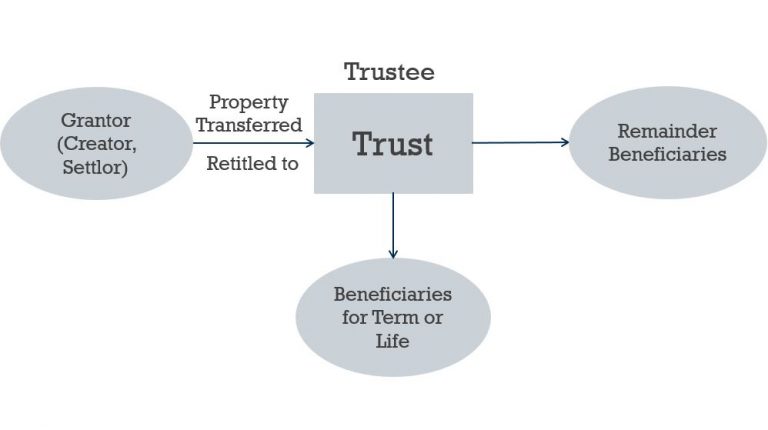 Trustee
Grantor
(Creator,
Settlor)
Property
Transferred
Retitled to
Trust
Remainder
Beneficiaries
Beneficiaries
for Term or
Life